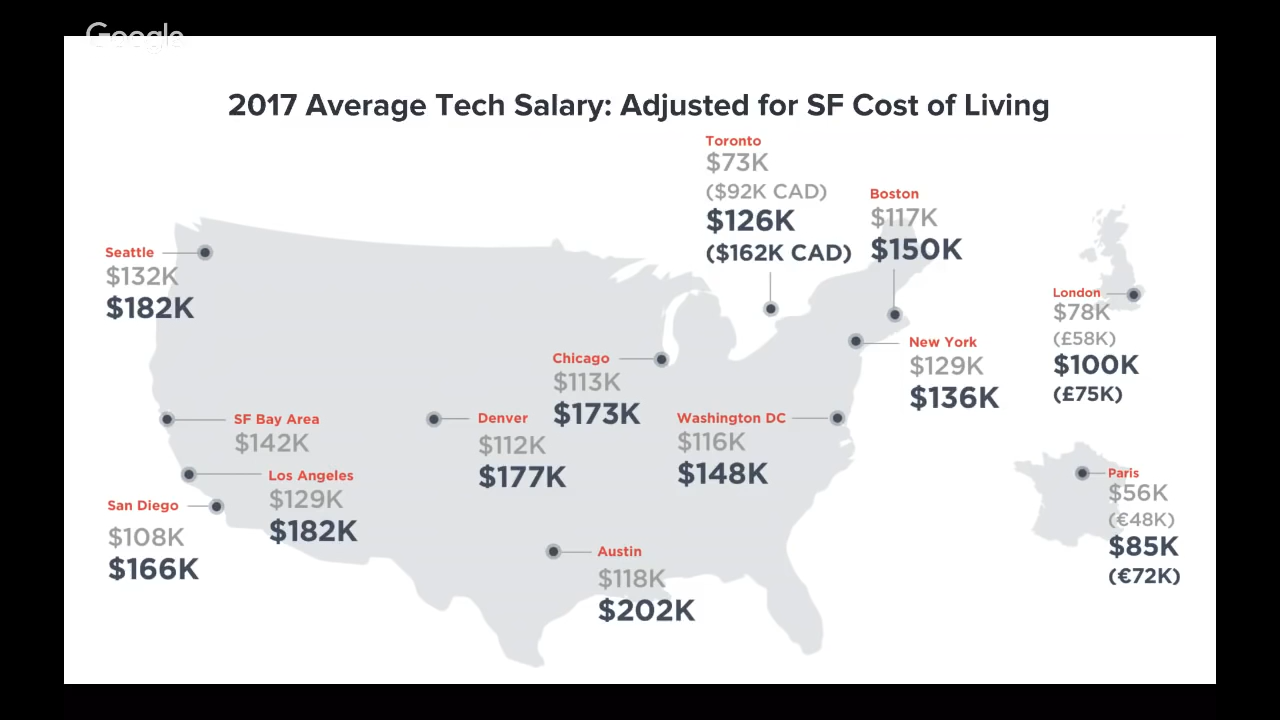 Google
2017 Average Tech Salary: Adjusted for SF Cost of Living
Toronto
$73K
($92K CAD)
$126K
($162K CAD)
Boston
$117K
$150K
Seattle
$132K
$182K
London
$78K
(£58K)
$100K
(£75K)
New York
$129K
$136K
Chicago
$113K
$173K
SF Bay Area
$142K
Denver
$112K
$177K
Washington DC
$116K
$148K
Los Angeles
$129K
$182K
San Diego
$108K
$166K
Paris
$56K
(€48K)
$85K
(€72K)
Austin
$118K
$202K